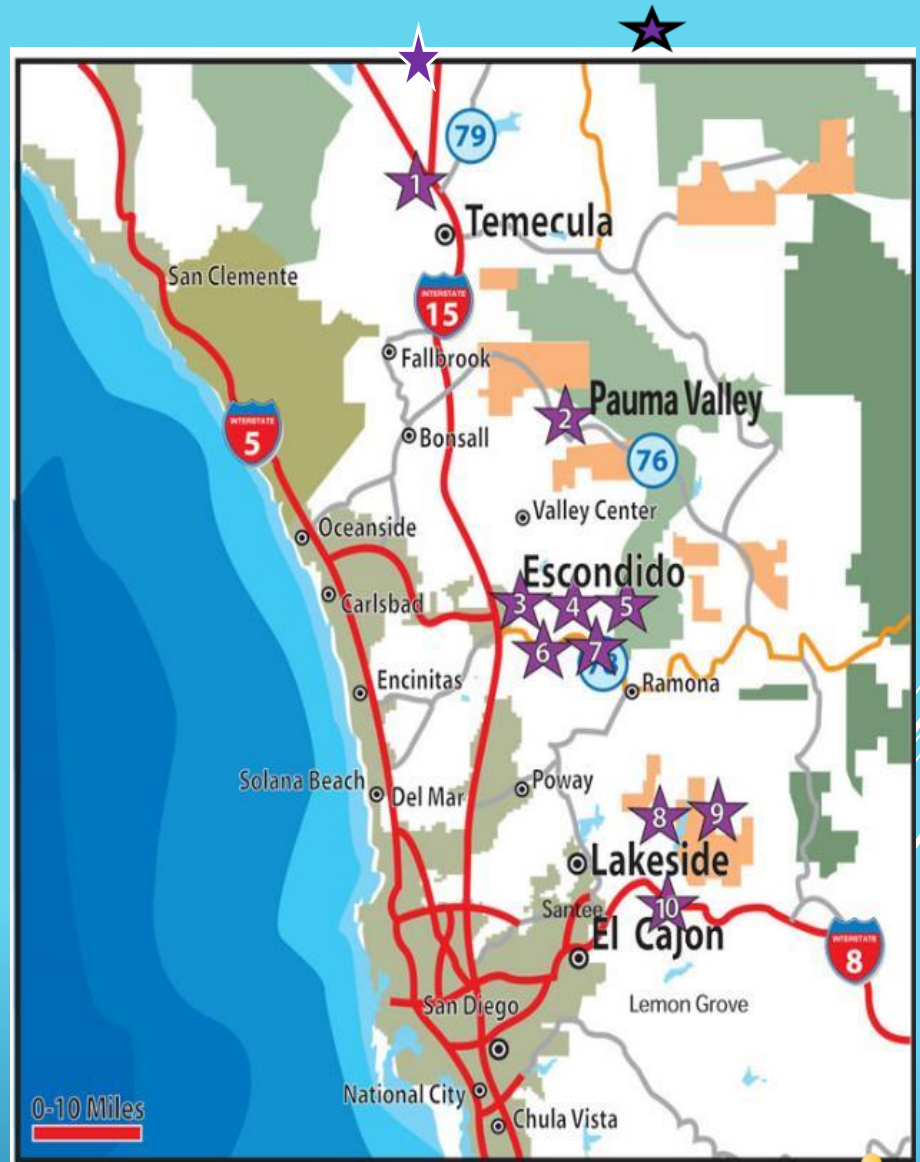 79
1
Temecula
San Clemente
INTERSTATE
15
Fallbrook
Pauma Valley
2
INTERSTATE
5
Bonsall
76
Valley Center
Oceanside
Escondido
3 4 5
Carlsbad
6 7
Encinitas
Ramona
Solana Beach
Del Mar
Poway
8 9
Lakeside
Santee
10
El Cajon
INTERSTATE
8
San Diego
Lemon Grove
National City
0-10 Miles
Chula Vista